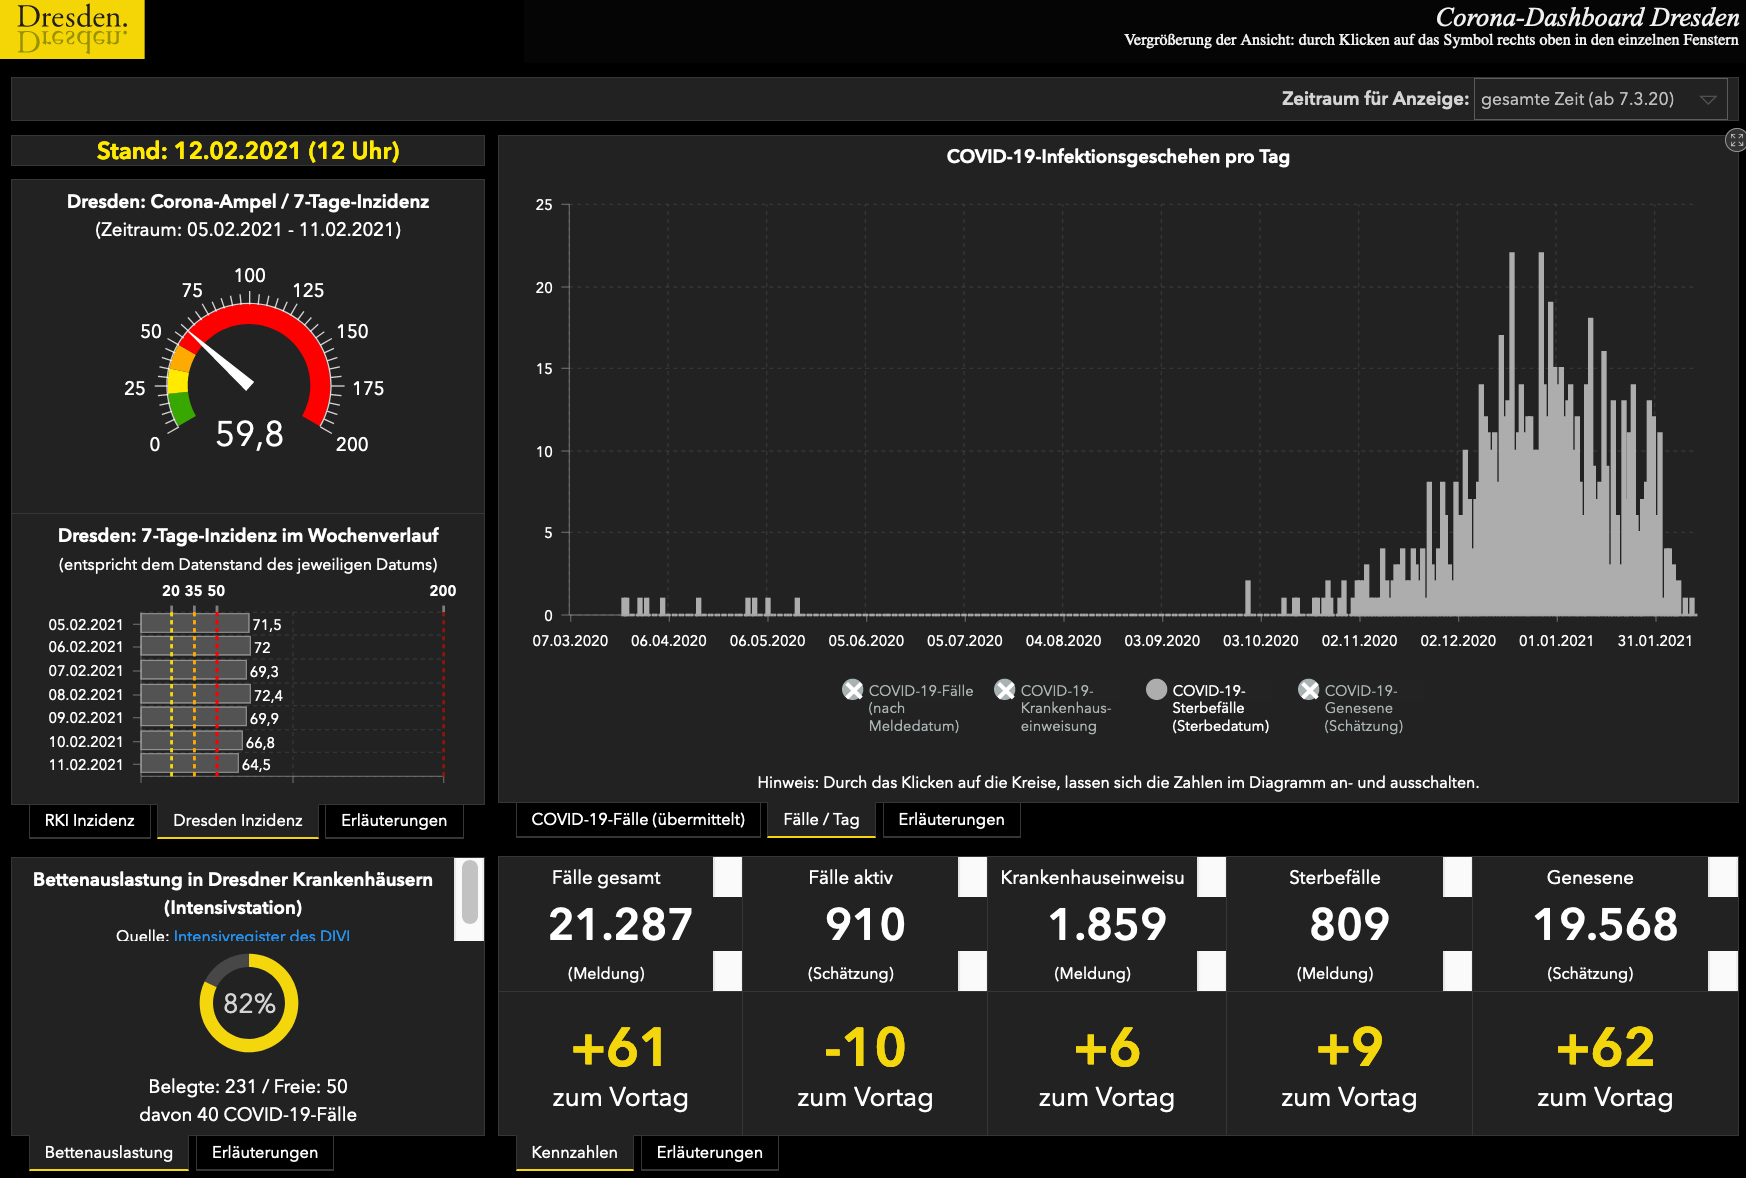 Dresden.
Corona-Dashboard Dresden
Vergrößerung der Ansicht: durch Klicken auf das Symbol rechts oben in den einzelnen Fenstern
Zeitraum für Anzeige: gesamte Zeit (ab 7.3.20)
Stand: 12.02.2021 (12 Uhr)
Dresden: Corona-Ampel / 7-Tage-Inzidenz
(Zeitraum: 05.02.2021 - 11.02.2021)
0
25
50
75
100
125
150
175
200
59,8
Dresden: 7-Tage-Inzidenz im Wochenverlauf
(entspricht dem Datenstand des jeweiligen Datums)
20 35 50 200
05.02.2021 71,5
06.02.2021 72
07.02.2021 69,3
08.02.2021 72,4
09.02.2021 69,9
10.02.2021 66,8
11.02.2021 64,5
RKI Inzidenz Dresden Inzidenz Erläuterungen
COVID-19-Infektionsgeschehen pro Tag
25
20
15
10
5
0
07.03.2020 06.04.2020 06.05.2020 05.06.2020 05.07.2020 04.08.2020 03.09.2020 03.10.2020 02.11.2020 02.12.2020 01.01.2021 31.01.2021
COVID-19-Fälle
(nach
Meldedatum)
COVID-19-
Krankenhaus-
einweisung
COVID-19-
Sterbefälle
(Sterbedatum)
COVID-19-
Genesene
(Schätzung)
Hinweis: Durch das Klicken auf die Kreise, lassen sich die Zahlen im Diagramm an- und ausschalten.
COVID-19-Fälle (übermittelt) Fälle / Tag Erläuterungen
Bettenauslastung in Dresdner Krankenhäusern
(Intensivstation)
Quelle: Intensivregister des DIVI
82%
Belegte: 231 / Freie: 50
davon 40 COVID-19-Fälle
Bettenauslastung Erläuterungen
Fälle gesamt
21.287
(Meldung)
+61
zum Vortag
Fälle aktiv
910
(Schätzung)
-10
zum Vortag
Krankenhauseinweisu
1.859
(Meldung)
+6
zum Vortag
Sterbefälle
809
(Meldung)
+9
zum Vortag
Genesene
19.568
(Schätzung)
+62
zum Vortag
Kennzahlen Erläuterungen